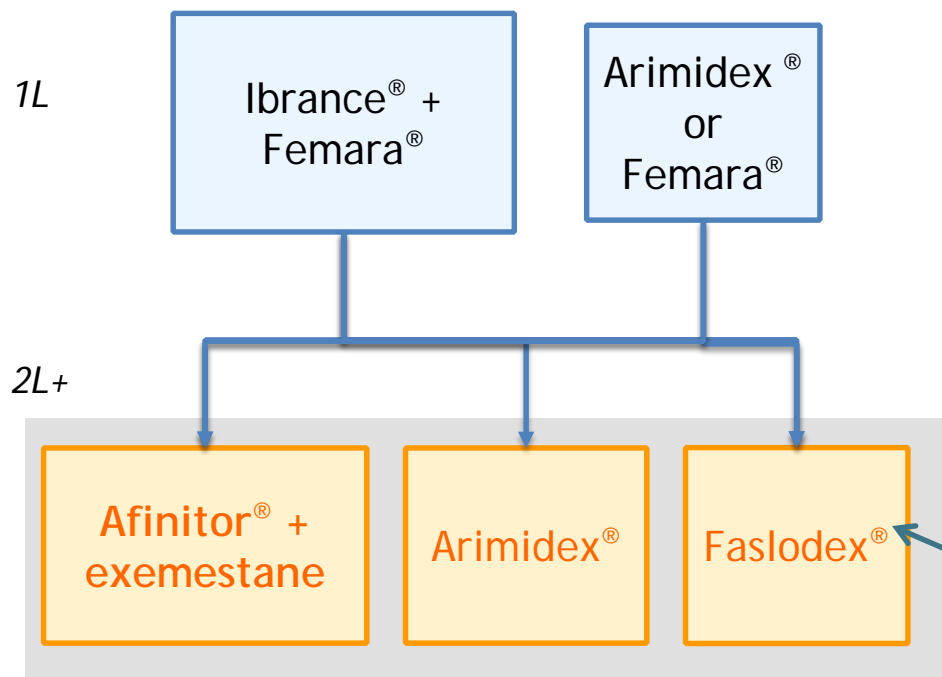 1L
Ibrance® +
Femara®
Arimidex ®
or
Femara®
2L+
Afinitor® +
exemestane
Arimidex®
Faslodex®